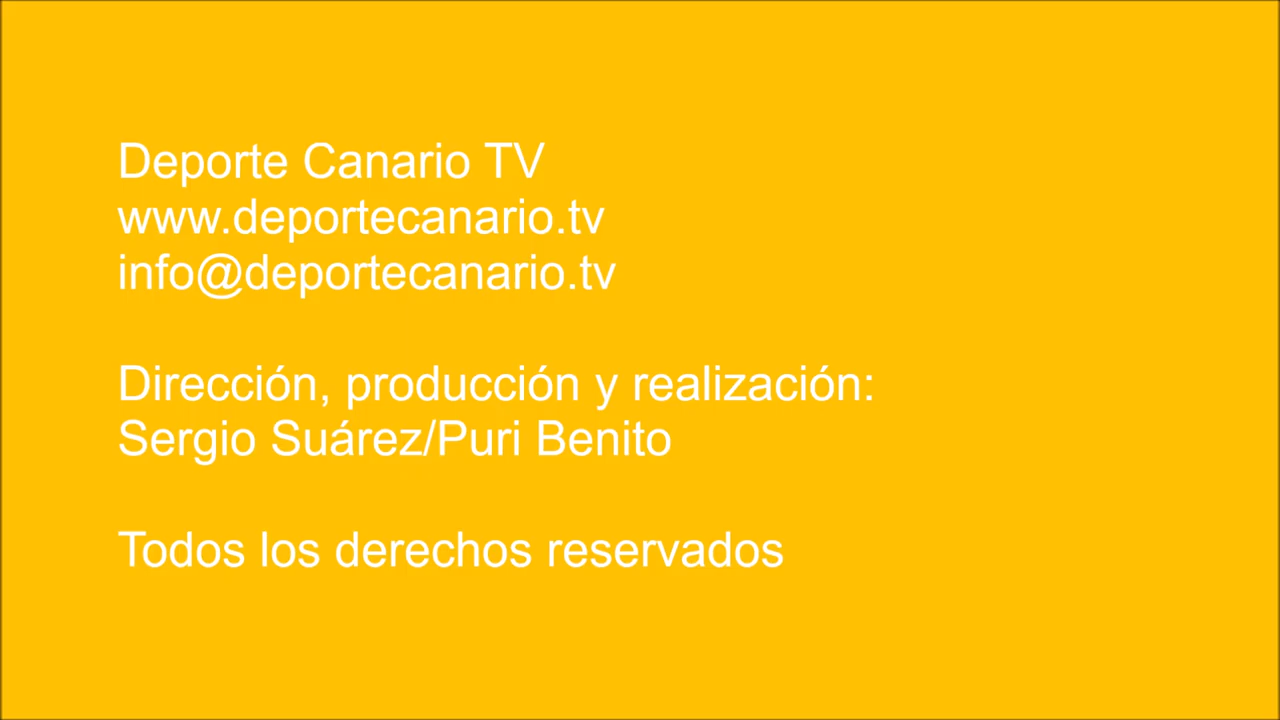 Deporte Canario TV
www.deportecanario.tv
info@deportecanario.tv
Dirección, producción y realización:
Sergio Suárez/Puri Benito
Todos los derechos reservados